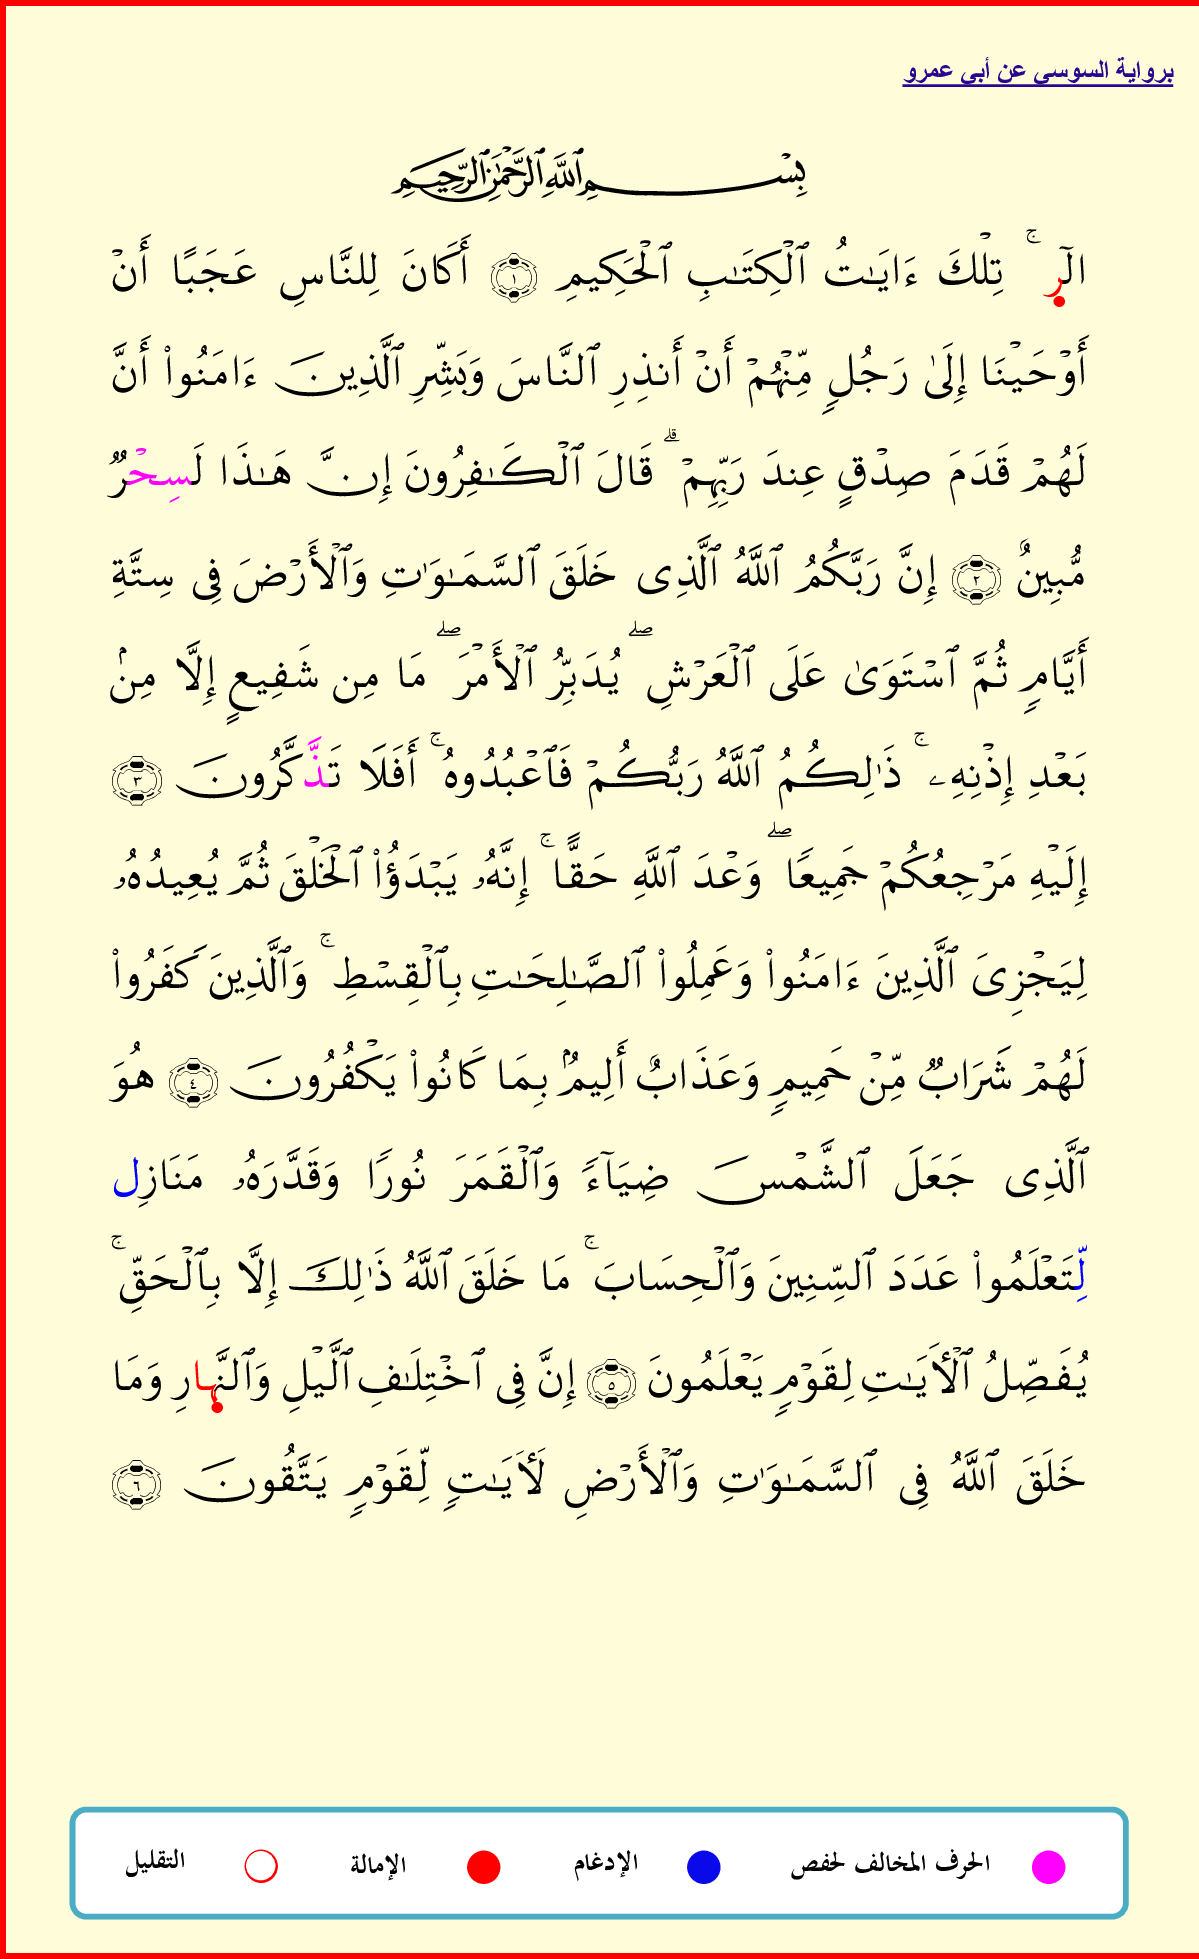 برواية السوسي عن أبي عمرو
بِسْمِ ٱللَّهِ ٱلرَّحْمَٰنِ ٱلرَّحِيمِ
الٓر ۚ تِلْكَ ءَايَٰتُ ٱلْكِتَٰبِ ٱلْحَكِيمِ ١ أَكَانَ لِلنَّاسِ عَجَبًا أَنْ
أَوْحَيْنَا إِلَىٰ رَجُلٍ مِّنْهُمْ أَنْ أَنذِرِ ٱلنَّاسَ وَبَشِّرِ ٱلَّذِينَ ءَامَنُوا۟ أَنَّ
لَهُمْ قَدَمَ صِدْقٍ عِندَ رَبِّهِمْ ۗ قَالَ ٱلْكَٰفِرُونَ إِنَّ هَٰذَا لَسِحْرٌ
مُّبِينٌ ٢ إِنَّ رَبَّكُمُ ٱللَّهُ ٱلَّذِى خَلَقَ ٱلسَّمَٰوَٰتِ وَٱلْأَرْضَ فِى سِتَّةِ
أَيَّامٍ ثُمَّ ٱسْتَوَىٰ عَلَى ٱلْعَرْشِ ۖ يُدَبِّرُ ٱلْأَمْرَ ۖ مَا مِن شَفِيعٍ إِلَّا مِنۢ
بَعْدِ إِذْنِهِۦ ۚ ذَٰلِكُمُ ٱللَّهُ رَبُّكُمْ فَٱعْبُدُوهُ ۚ أَفَلَا تَذَّكَّرُونَ ٣
إِلَيْهِ مَرْجِعُكُمْ جَمِيعًا ۖ وَعْدَ ٱللَّهِ حَقًّا ۚ إِنَّهُۥ يَبْدَؤُا۟ ٱلْخَلْقَ ثُمَّ يُعِيدُهُۥ
لِيَجْزِىَ ٱلَّذِينَ ءَامَنُوا۟ وَعَمِلُوا۟ ٱلصَّٰلِحَٰتِ بِٱلْقِسْطِ ۚ وَٱلَّذِينَ كَفَرُوا۟
لَهُمْ شَرَابٌ مِّنْ حَمِيمٍ وَعَذَابٌ أَلِيمٌۢ بِمَا كَانُوا۟ يَكْفُرُونَ ٤ هُوَ
ٱلَّذِى جَعَلَ ٱلشَّمْسَ ضِيَآءً وَٱلْقَمَرَ نُورًا وَقَدَّرَهُۥ مَنَازِل
لِّتَعْلَمُوا۟ عَدَدَ ٱلسِّنِينَ وَٱلْحِسَابَ ۚ مَا خَلَقَ ٱللَّهُ ذَٰلِكَ إِلَّا بِٱلْحَقِّ ۚ
يُفَصِّلُ ٱلْأَيَٰتِ لِقَوْمٍ يَعْلَمُونَ ٥ إِنَّ فِى ٱخْتِلَٰفِ ٱلَّيْلِ وَٱلنَّهارِ وَمَا
خَلَقَ ٱللَّهُ فِى ٱلسَّمَٰوَٰتِ وَٱلْأَرْضِ لَأَيَٰتٍ لِّقَوْمٍ يَتَّقُونَ ٦
الحرف المخالف لحفص الإدغام الإمالة التقليل